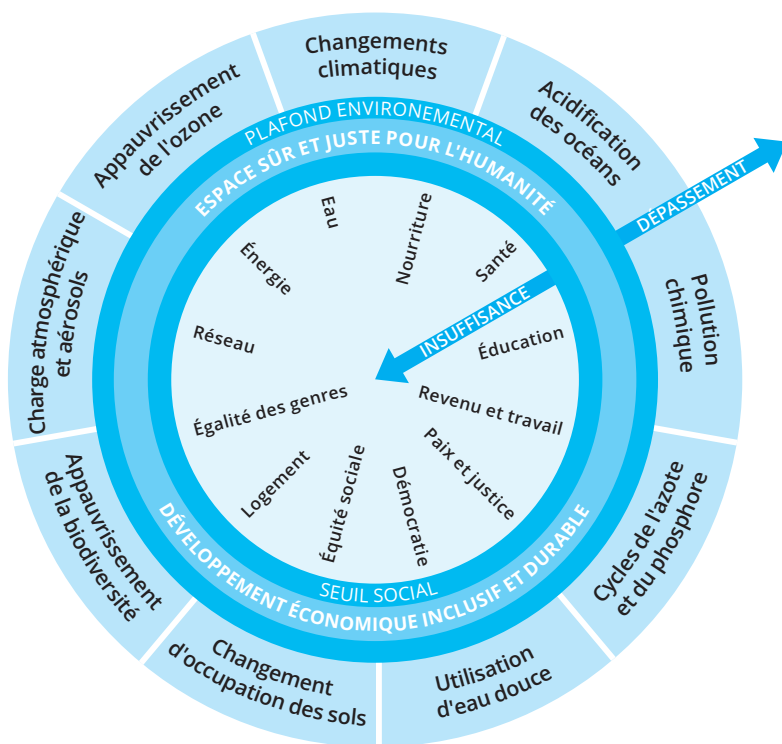 Changements
climatiques
Acidification
des océans
Pollution
chimique
Cycles de l'azote
et du phosphore
Utilisation
d'eau douce
Changement
d'occupation des sols
Appauvrissement
de la biodiversité
Charge atmosphérique
et aérosols
Appauvrissement
de l'ozone
PLAFOND ENVIRONEMENTAL
ESPACE SÛR ET JUSTE POUR L'HUMANITÉ
DÉPASSEMENT
INSUFFISANCE
Eau
Nourriture
Santé
Éducation
Revenu et travail
Paix et justice
Démocratie
Équité sociale
Logement
Égalité des genres
Réseau
Énergie
SEUIL SOCIAL
DÉVELOPPEMENT ÉCONOMIQUE INCLUSIF ET DURABLE